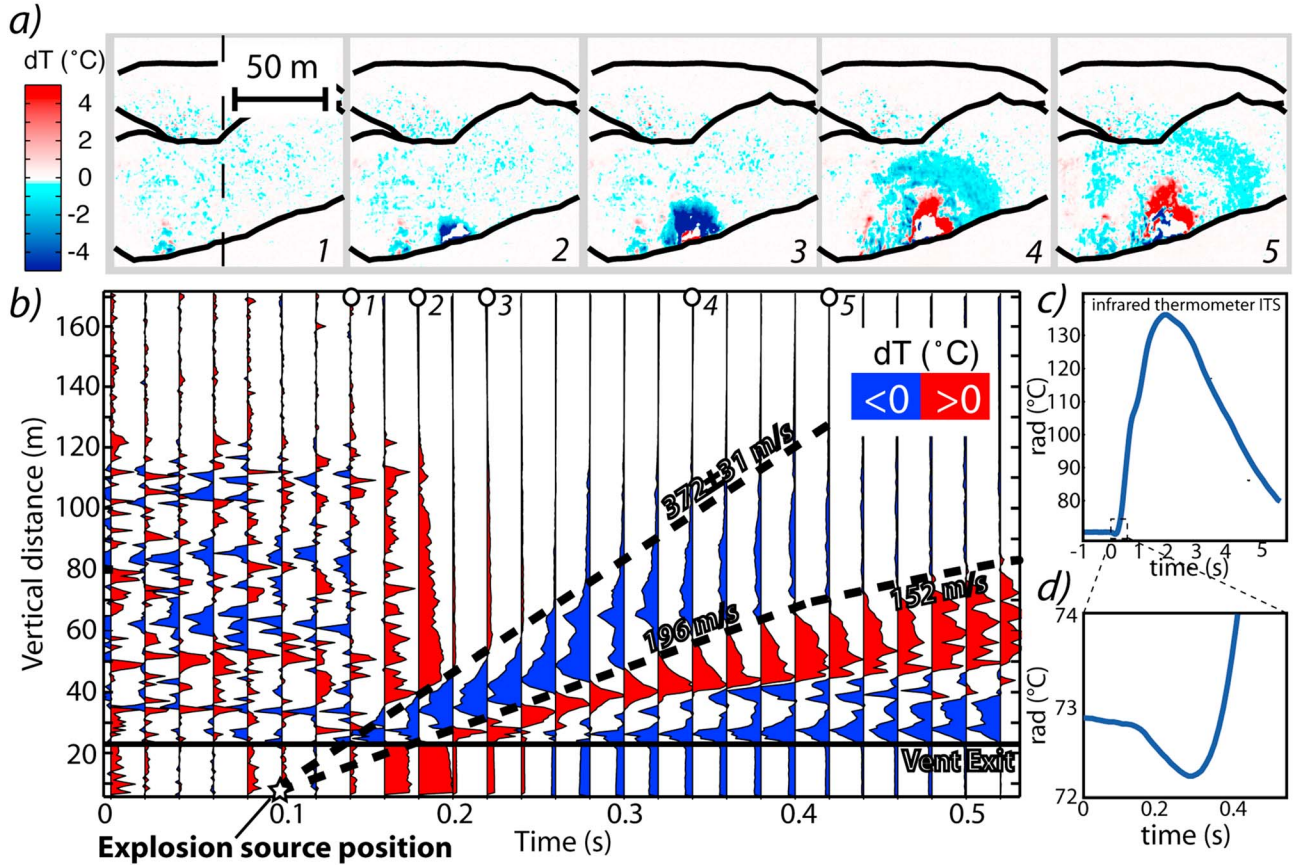 a)
dT (˚C)
4
2
0
-2
-4
50 m
1
2
3
4
5
b)
1
2
3
4
5
160
140
120
100
80
60
40
20
Vertical distance (m)
dT (˚C)
<0
>0
372±31 m/s
196 m/s
152 m/s
Vent Exit
0
0.1
0.2
0.3
0.4
0.5
Time (s)
Explosion source position
c)
infrared thermometer ITS
130
120
110
100
90
80
rad (°C)
-1
0
1
2
3
4
5
time (s)
d)
74
73
72
rad (°C)
0
0.2
0.4
time (s)